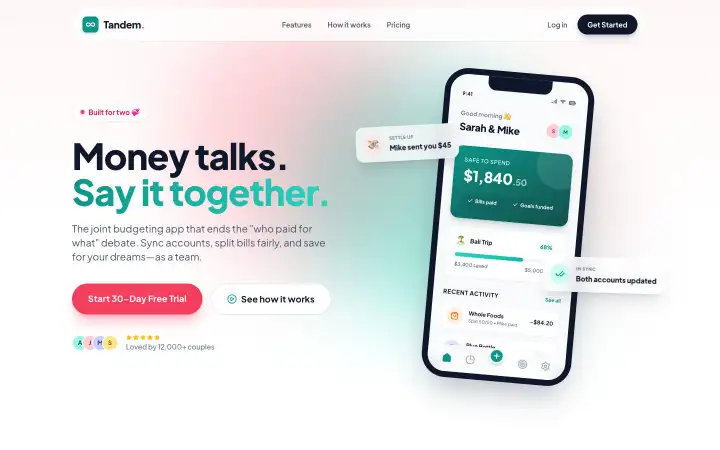 Tandem.
Features
How it works
Pricing
Log in
Get Started
Built for two 💞
Money talks.
Say it together.
The joint budgeting app that ends the "who paid for
what" debate. Sync accounts, split bills fairly, and save
for your dreams—as a team.
Start 30-Day Free Trial
See how it works
A J M S
★★★★★
Loved by 12,000+ couples
9:41
Good morning 👋
Sarah & Mike
S M
SETTLE UP
Mike sent you $45
SAFE TO SPEND
$1,840.50
✓ Bills paid
✓ Goals funded
Bali Trip
68%
$3,400 saved
$5,000
IN SYNC
Both accounts updated
RECENT ACTIVITY
See all
Whole Foods
Split 50/50 • Mike paid
-$84.20